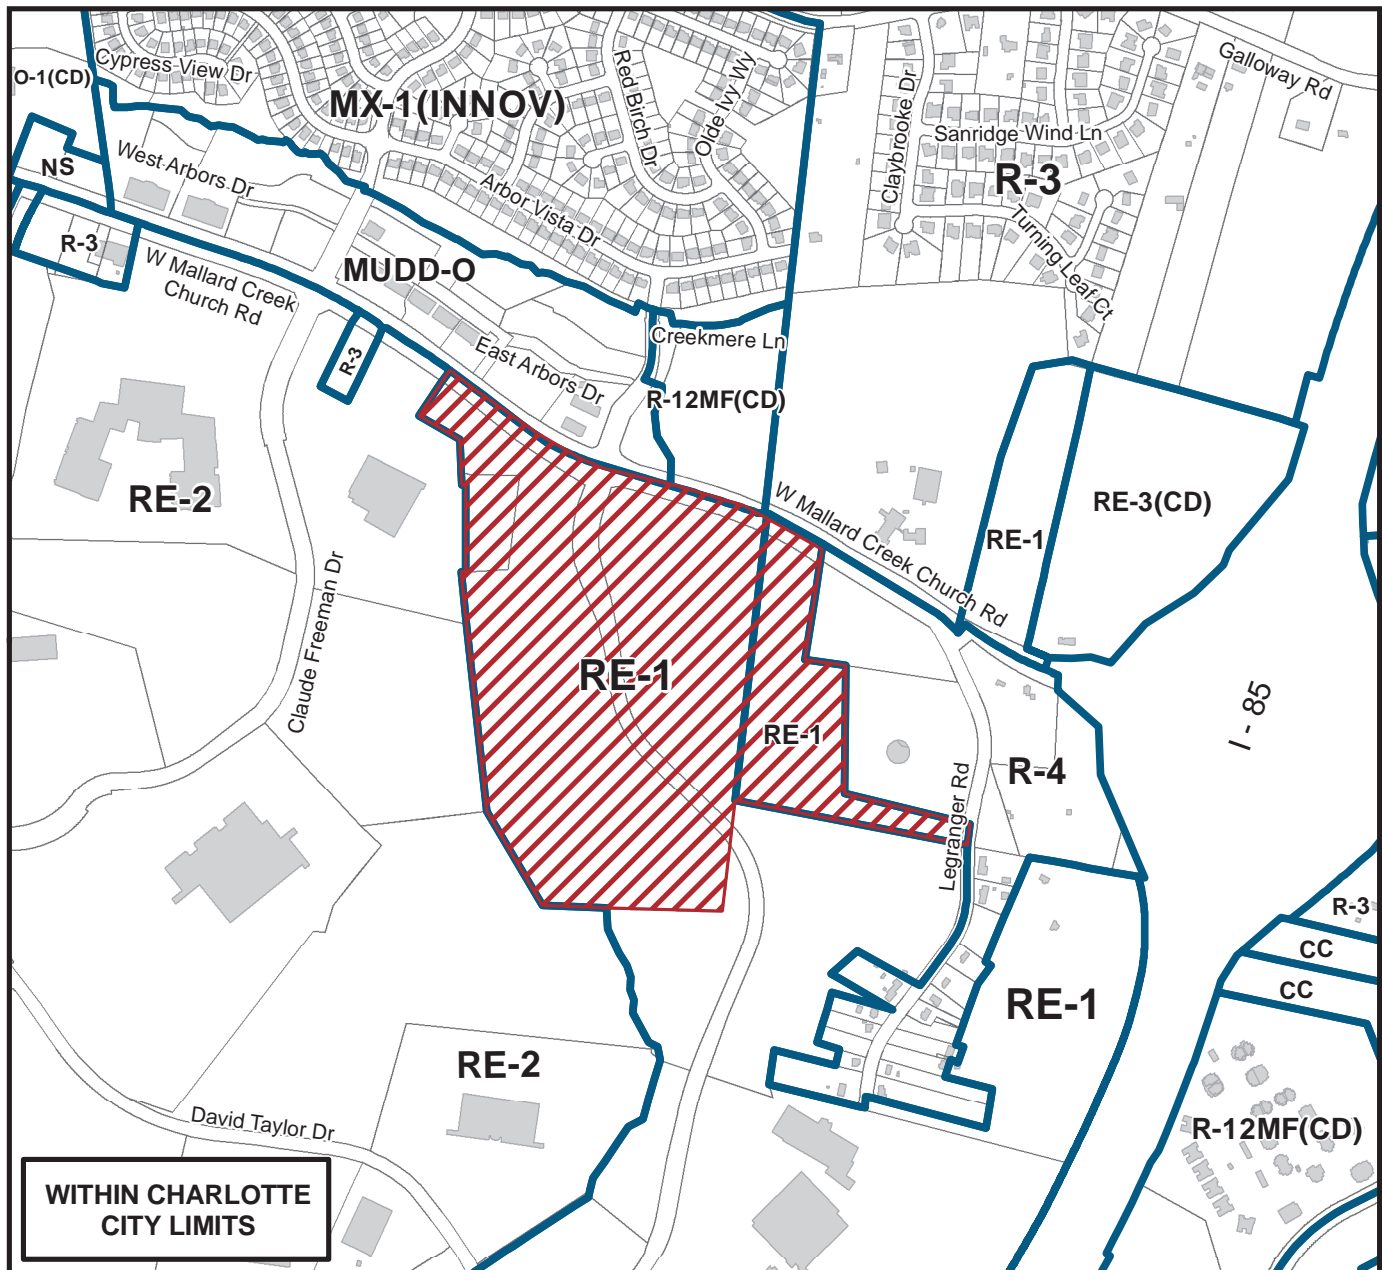 Cypress View Dr
O-1(CD)
MX-1(INNOV)
Red Birch Dr
Olde Ivy Wy
Claybrooke Dr
Galloway Rd
Sanridge Wind Ln
R-3
NS
West Arbors Dr
Arbor Vista Dr
Turning Leaf Ct
R-3
W Mallard Creek
Church Rd
MUDD-O
Creekmere Ln
East Arbors Dr
R-3
R-12MF(CD)
RE-2
W Mallard Creek Church Rd
RE-1
RE-3(CD)
Claude Freeman Dr
RE-1
RE-1
I - 85
R-4
Legranger Rd
R-3
CC
CC
RE-1
RE-2
David Taylor Dr
R-12MF(CD)
WITHIN CHARLOTTE
CITY LIMITS